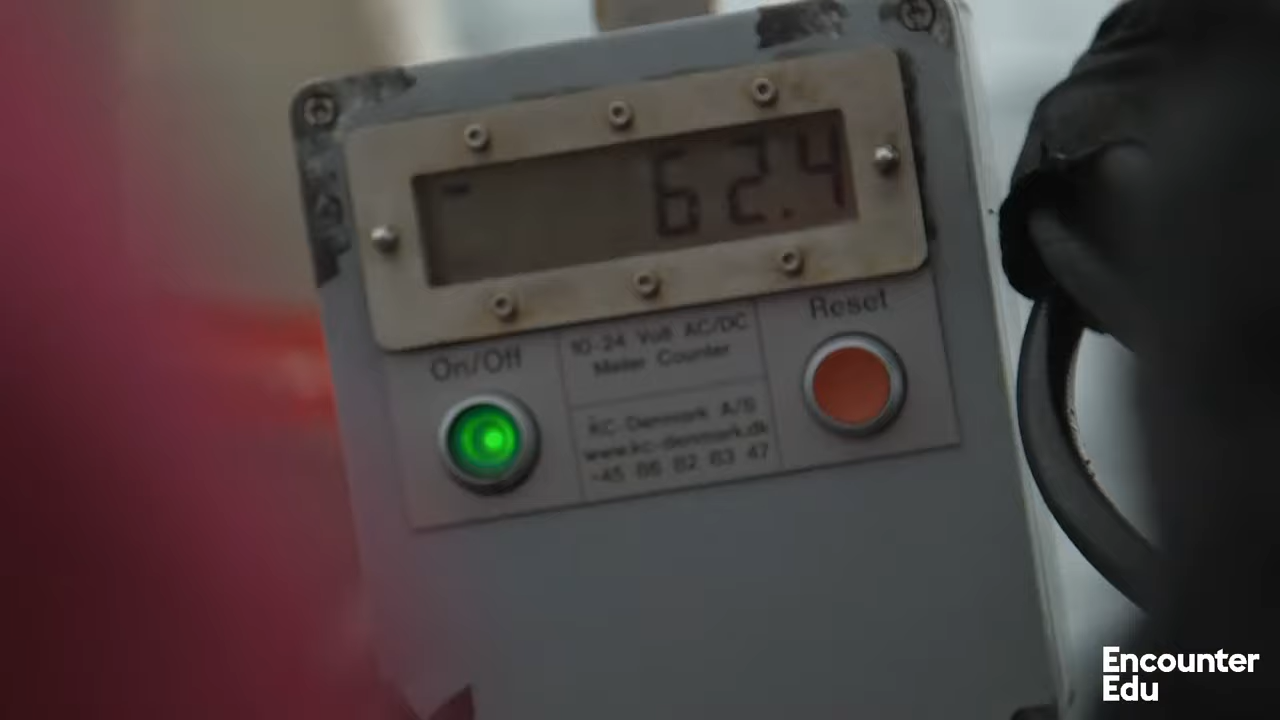 - 62.4
On/Off
10-24 Volt AC/DC
Meter Counter
KC-Denmark A/S
www.kc-denmark.dk
+45 86 82 83 47
Reset
Encounter
Edu